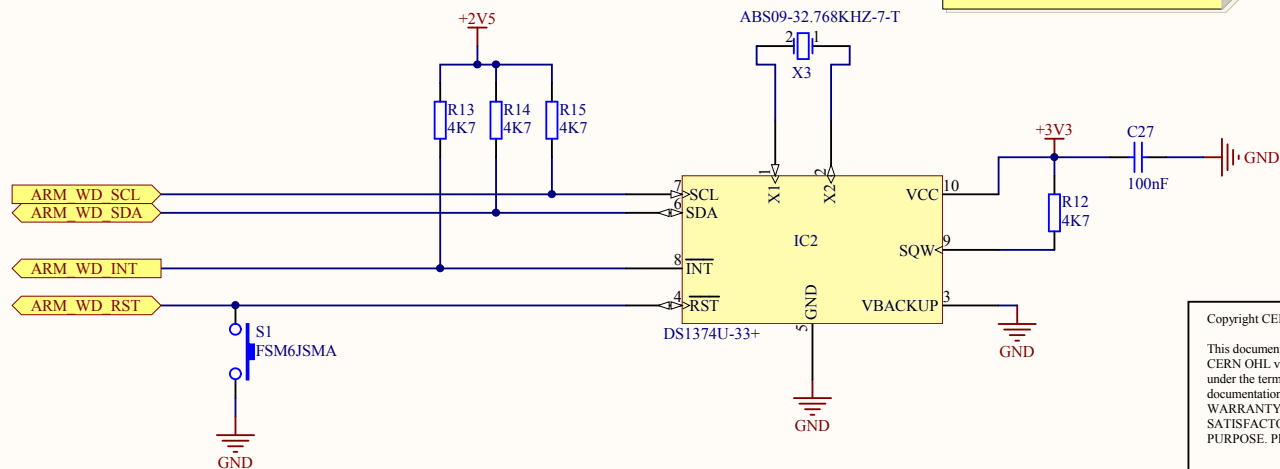 ABS09-32.768KHZ-7-T
+2V5
2
1
X3
R13
4K7
R14
4K7
R15
4K7
+3V3
C27
100nF
GND
R12
4K7
ARM_WD_SCL
ARM_WD_SDA
ARM_WD_INT
ARM_WD_RST
7
SCL
6
SDA
8
INT
4
RST
1
X1
2
X2
IC2
VCC
10
SQW
9
VBACKUP
3
GND
5
DS1374U-33+
GND
GND
S1
FSM6JSMA
GND
Copyright CE
This documen
CERN OHL v
under the term
documentation
WARRANTY
SATISFACTO
PURPOSE. Pl